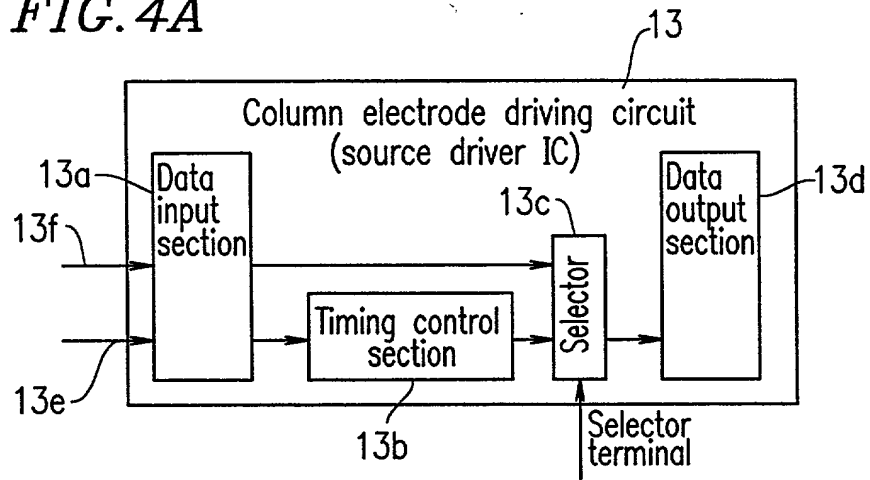 FIG. 4A
13
Column electrode driving circuit
(source driver IC)
13a
Data
input
section
13c
Data
output
section
13d
13f
Selector
Timing control
section
13e
13b
Selector
terminal